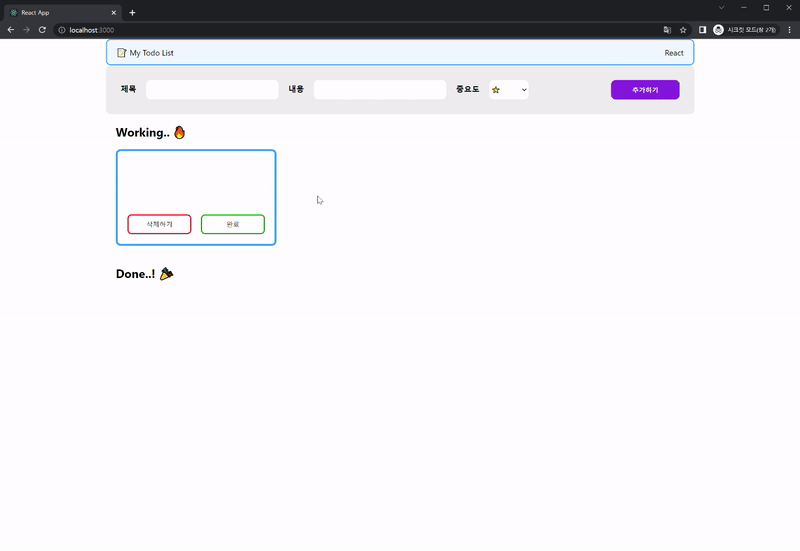 React App
localhost:3000
시크릿 모드(창 2개)
My Todo List
React
제목
내용
중요도
추가하기
Working..
삭제하기
완료
Done..!